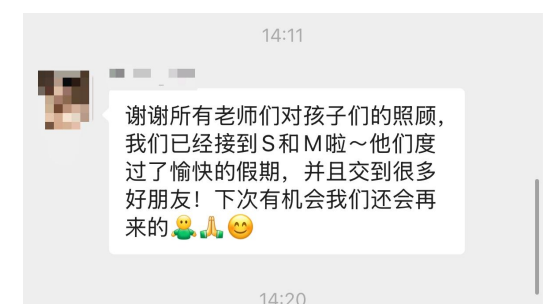 14:11
谢谢所有老师们对孩子们的照顾，
我们已经接到S和M啦～他们度
过了愉快的假期，并且交到很多
好朋友！下次有机会我们还会再
来的🙇‍♂️🙏😊
14:20